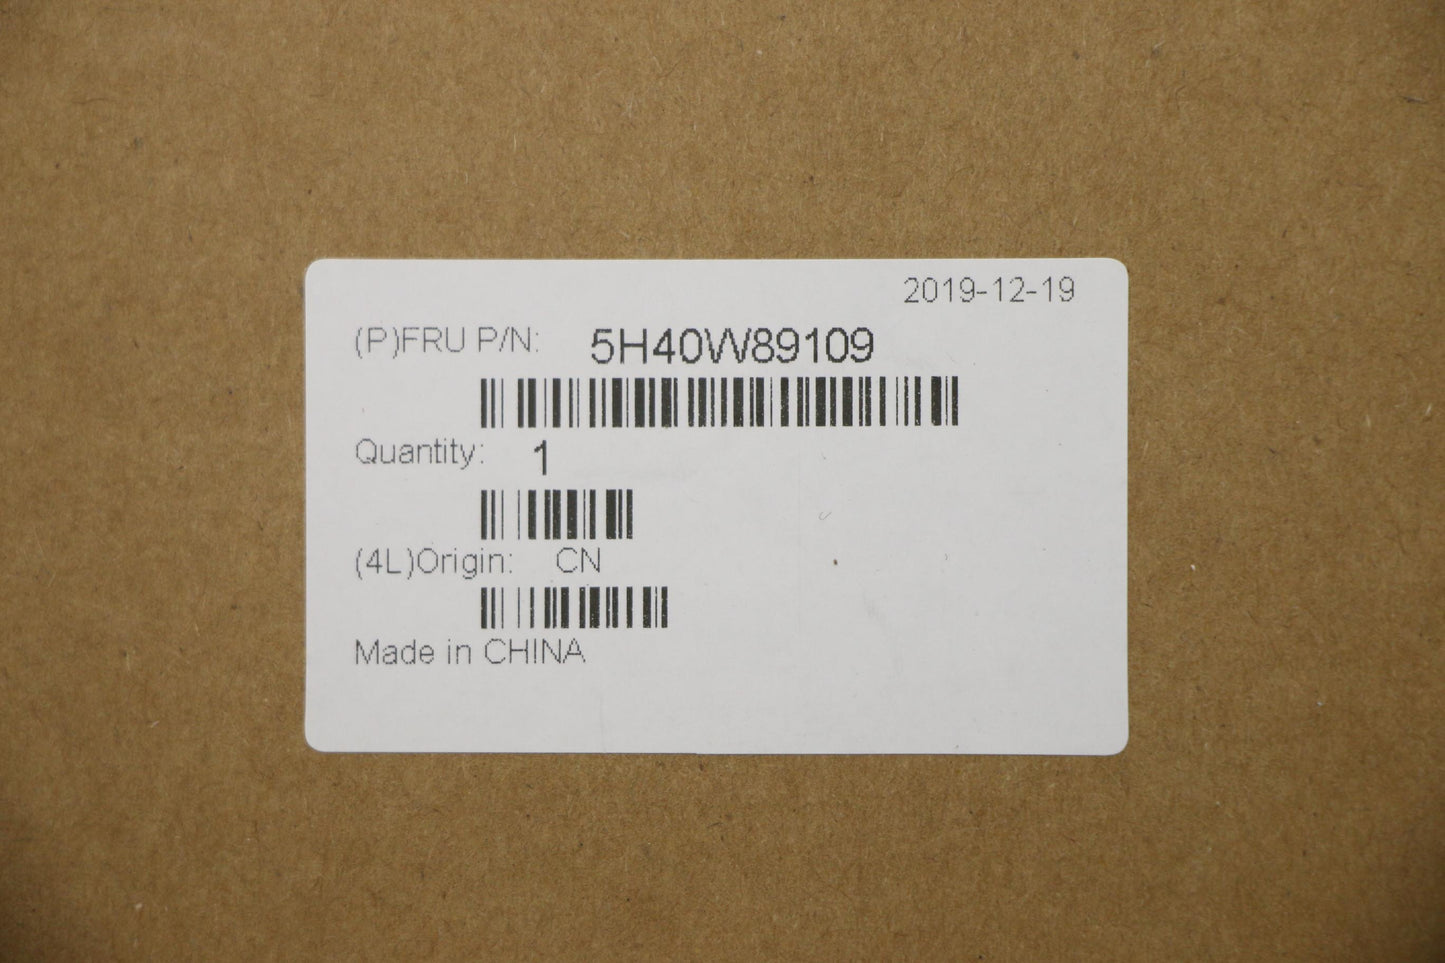 2019-12-19
(P)FRU P/N: 5H40W89109
Quantity: 1
(4L)Origin: CN
Made in CHINA